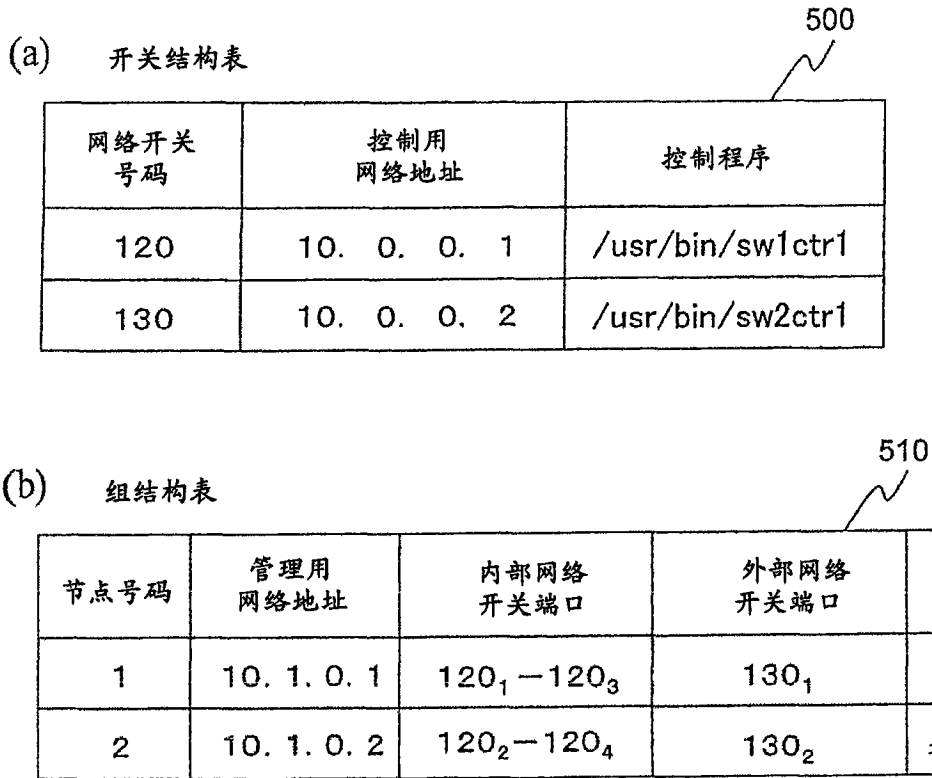 500
(a) 开关结构表
网络开关号码 控制用网络地址 控制程序
120 10. 0. 0. 1 /usr/bin/sw1ctr1
130 10. 0. 0. 2 /usr/bin/sw2ctr1
510
(b) 组结构表
节点号码 管理用网络地址 内部网络开关端口 外部网络开关端口
1 10. 1. 0. 1 120₁－120₃ 130₁
2 10. 1. 0. 2 120₂－120₄ 130₂